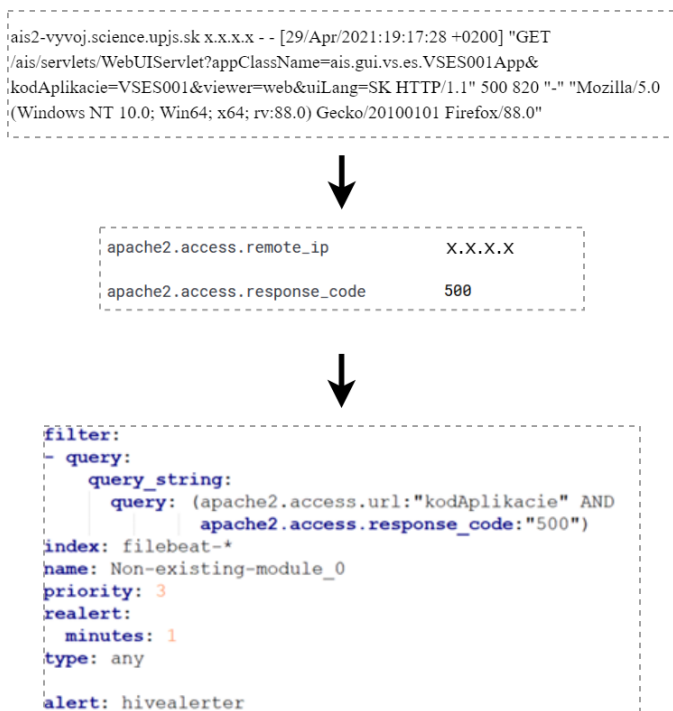 ais2-vyvoj.science.upjs.sk x.x.x.x - - [29/Apr/2021:19:17:28 +0200] "GET
/ais/servlets/WebUIServlet?appClassName=ais.gui.vs.es.VSES001App&
kodAplikacie=VSES001&viewer=web&uiLang=SK HTTP/1.1" 500 820 "-" "Mozilla/5.0
(Windows NT 10.0; Win64; x64; rv:88.0) Gecko/20100101 Firefox/88.0"
apache2.access.remote_ip x.x.x.x
apache2.access.response_code 500
filter:
- query:
query_string:
query: (apache2.access.url:"kodAplikacie" AND
apache2.access.response_code:"500")
index: filebeat-*
name: Non-existing-module_0
priority: 3
realert:
minutes: 1
type: any
alert: hivealerter